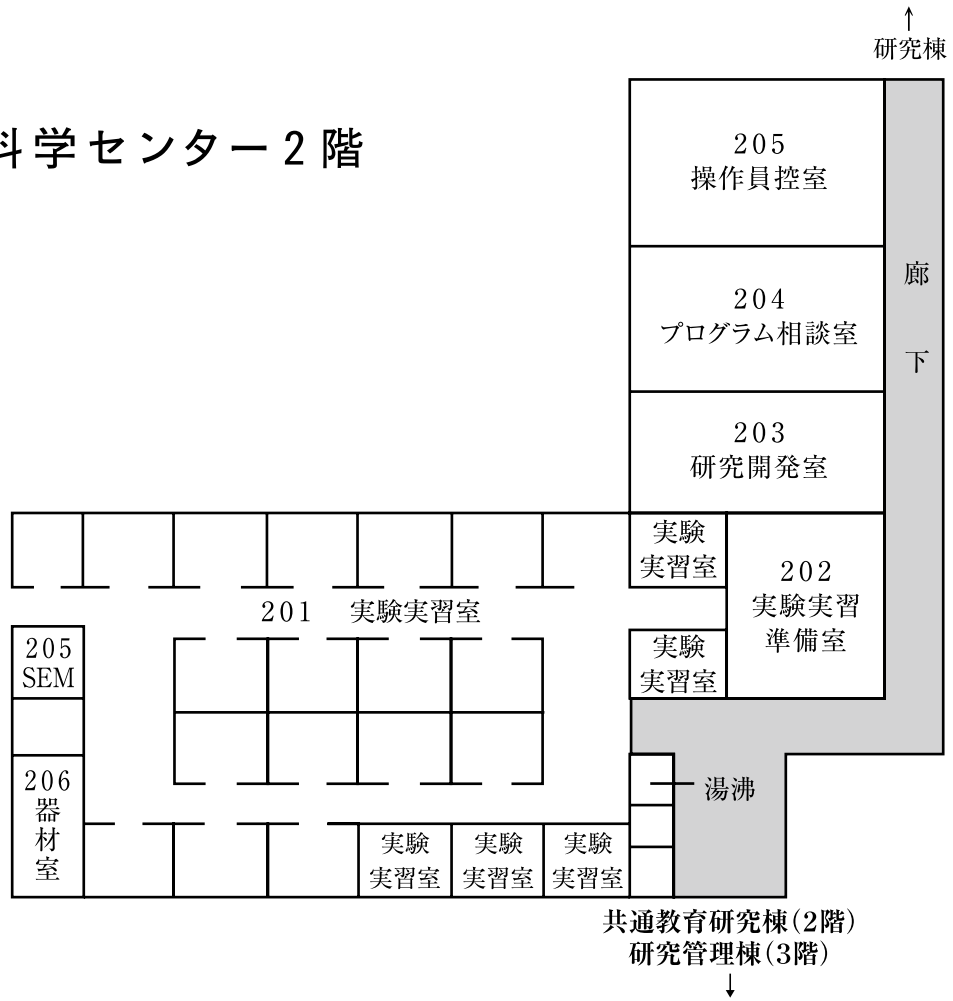 ↑
研究棟
科学センター2階
205
操作員控室
204
プログラム相談室
廊
下
203
研究開発室
実験
実習室
202
実験実習
準備室
201 実験実習室
205
SEM
実験
実習室
206
器
材
室
湯沸
実験
実習室
実験
実習室
実験
実習室
共通教育研究棟(2階)
研究管理棟(3階)
↓